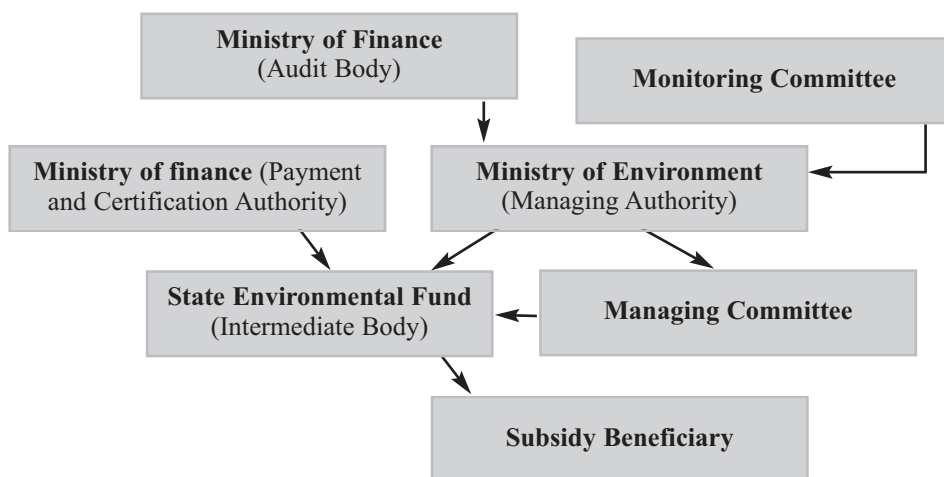 Ministry of Finance
(Audit Body)
Monitoring Committee
Ministry of finance (Payment
and Certification Authority)
Ministry of Environment
(Managing Authority)
State Environmental Fund
(Intermediate Body)
Managing Committee
Subsidy Beneficiary